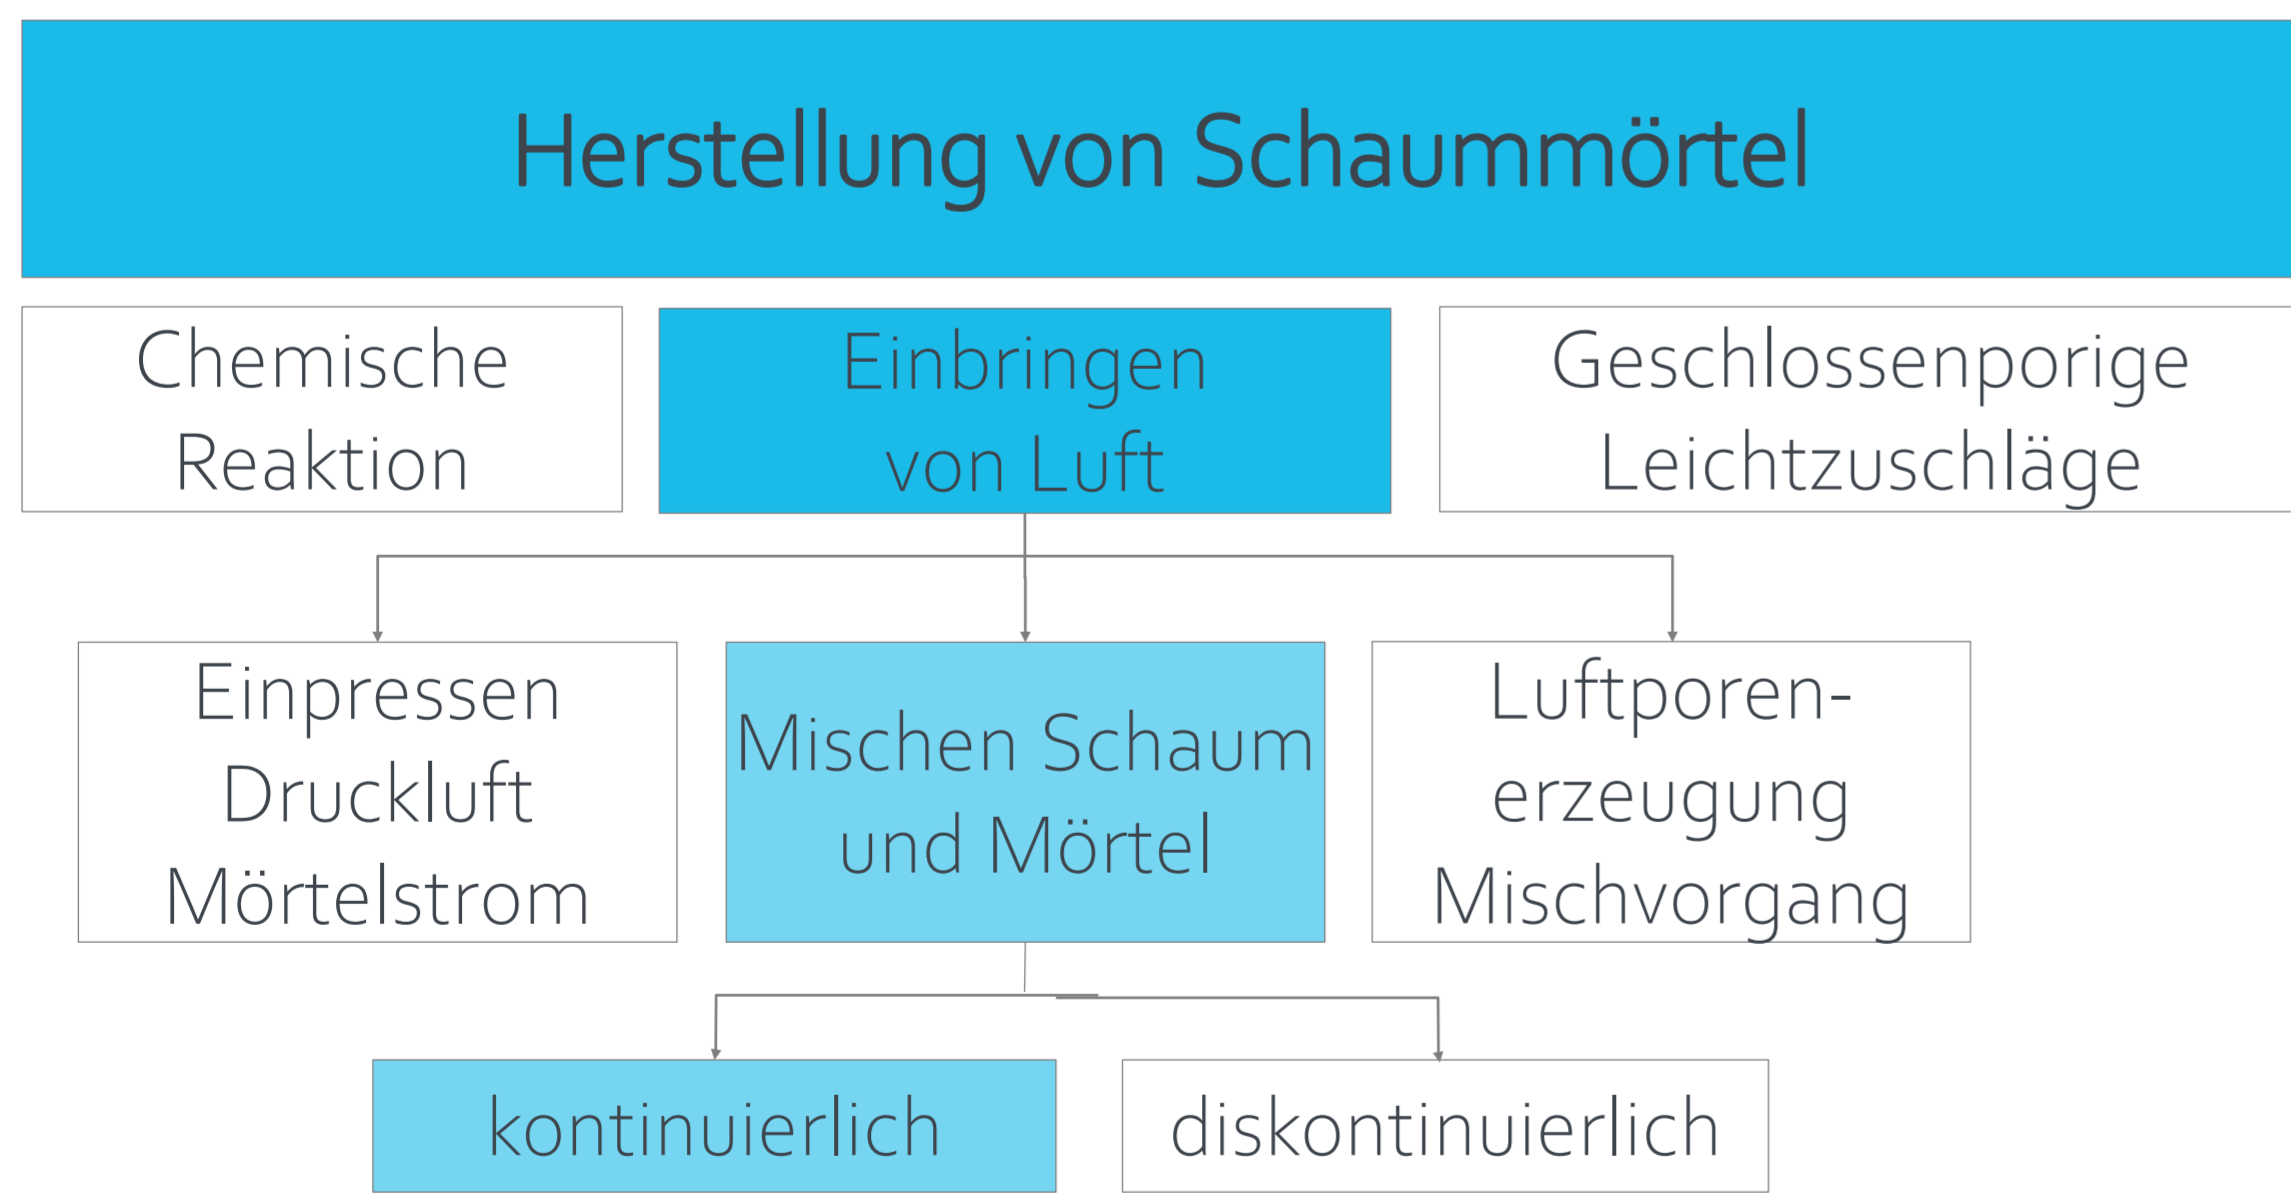 Herstellung von Schaummörtel
Chemische
Reaktion
Einbringen
von Luft
Geschlossenporige
Leichtzuschläge
Einpressen
Druckluft
Mörtelstrom
Mischen Schaum
und Mörtel
Luftporen-
erzeugung
Mischvorgang
kontinuierlich
diskontinuierlich